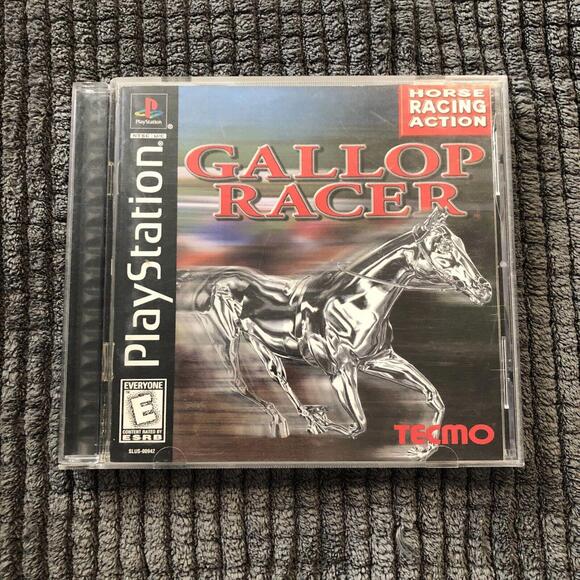 PlayStation
NTSC U/C
PlayStation
HORSE
RACING
ACTION
GALLOP
RACER
EVERYONE
E
CONTENT RATED BY
ESRB
SLUS-00942
TECMO